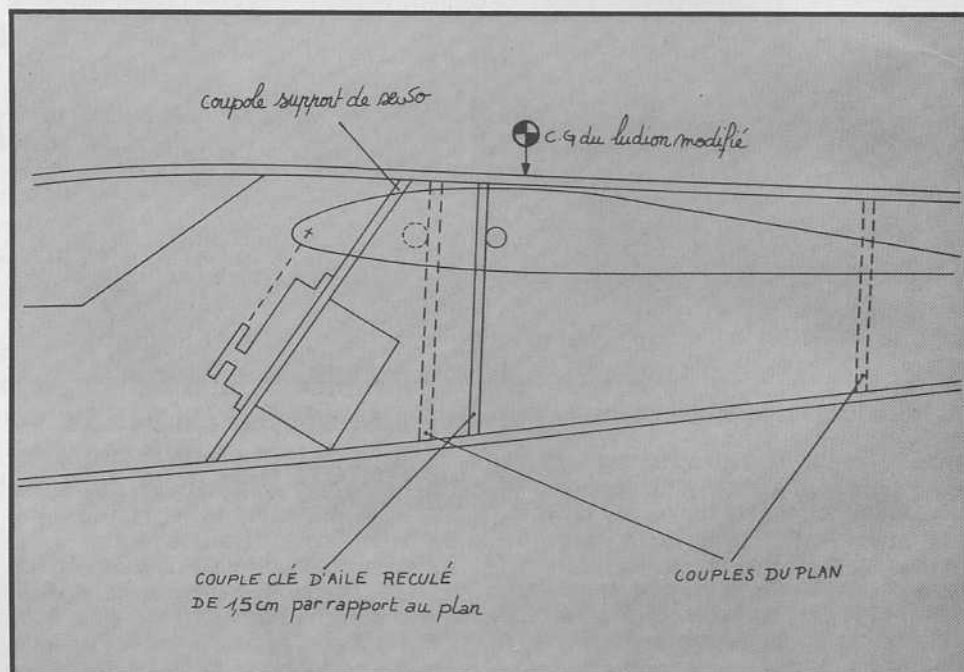 coupole support de servo
C.G du ludion modifié
COUPLE CLÉ D'AILE RECULÉ
DE 1,5 cm par rapport au plan
COUPLES DU PLAN